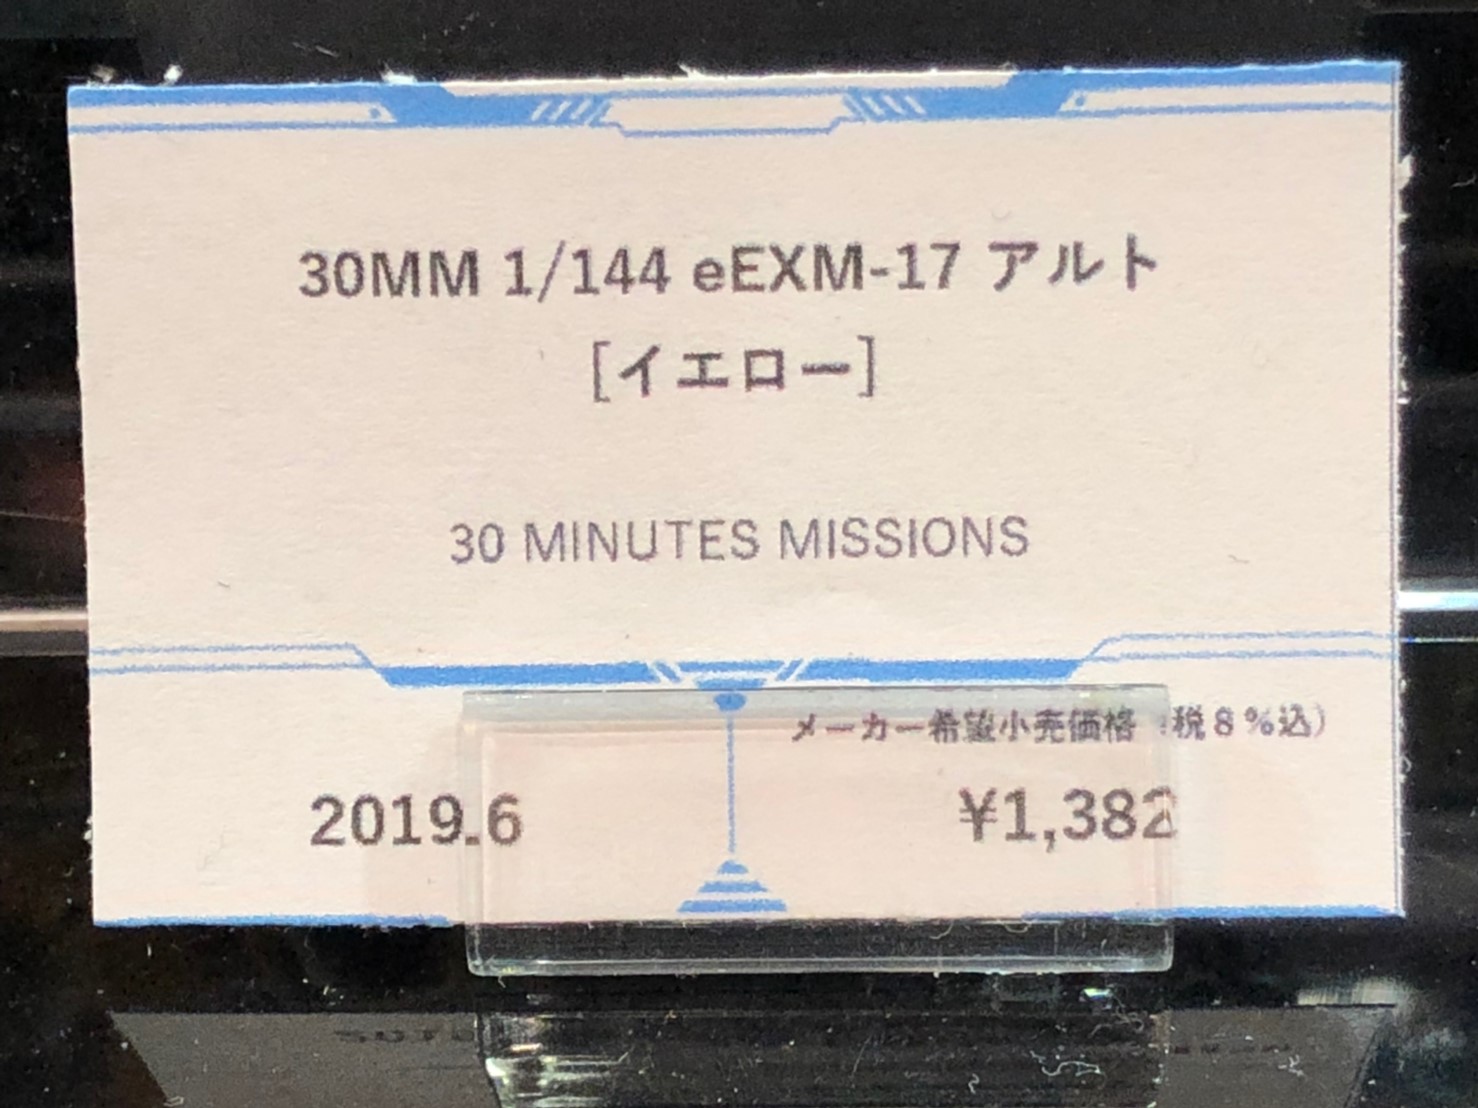 30MM 1/144 eEXM-17 アルト
[イエロー]
30 MINUTES MISSIONS
メーカー希望小売価格（税８％込）
2019.6
¥1,382